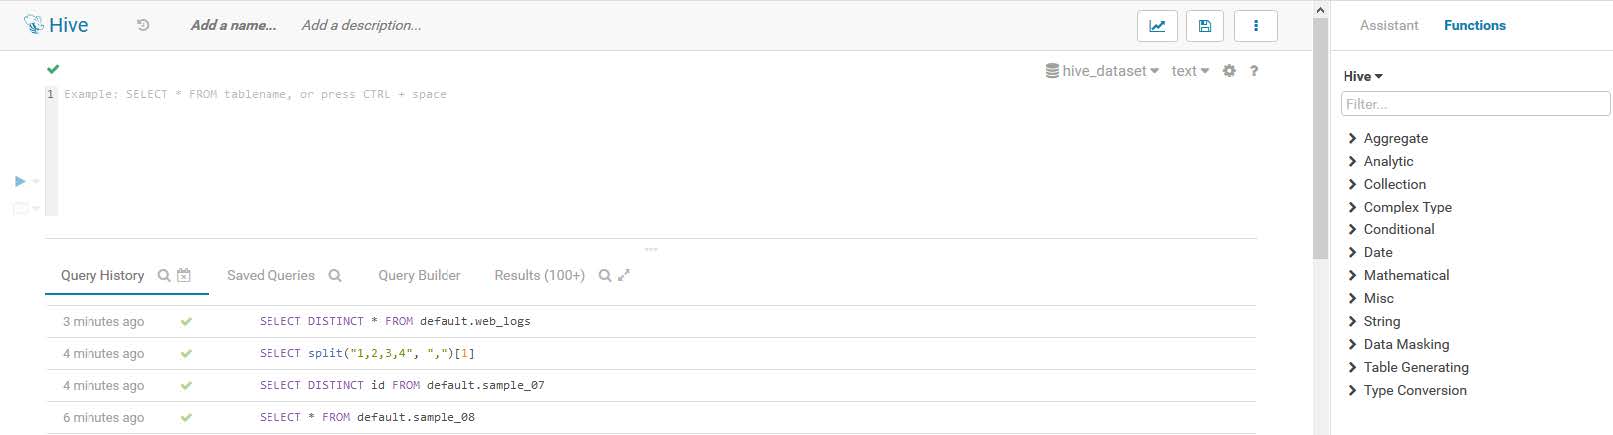 Hive Add a name... Add a description...
Assistant Functions
hive_dataset text ?
1 Example: SELECT * FROM tablename, or press CTRL + space
Query History Saved Queries Query Builder Results (100+)
3 minutes ago SELECT DISTINCT * FROM default.web_logs
4 minutes ago SELECT split("1,2,3,4", ",")[1]
4 minutes ago SELECT DISTINCT id FROM default.sample_07
6 minutes ago SELECT * FROM default.sample_08
Hive
Filter...
Aggregate
Analytic
Collection
Complex Type
Conditional
Date
Mathematical
Misc
String
Data Masking
Table Generating
Type Conversion